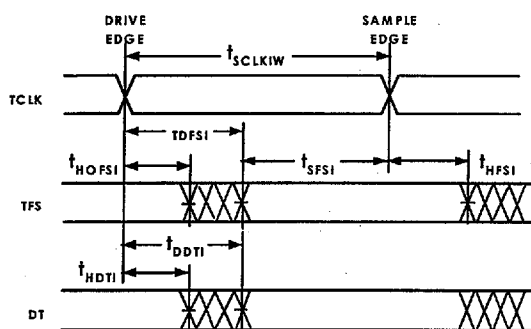 DRIVE EDGE
SAMPLE EDGE
tSCLKIW
TCLK
TDFSI
tHOFSI
tSFSI
tHFSI
TFS
tDDTI
tHDTI
DT